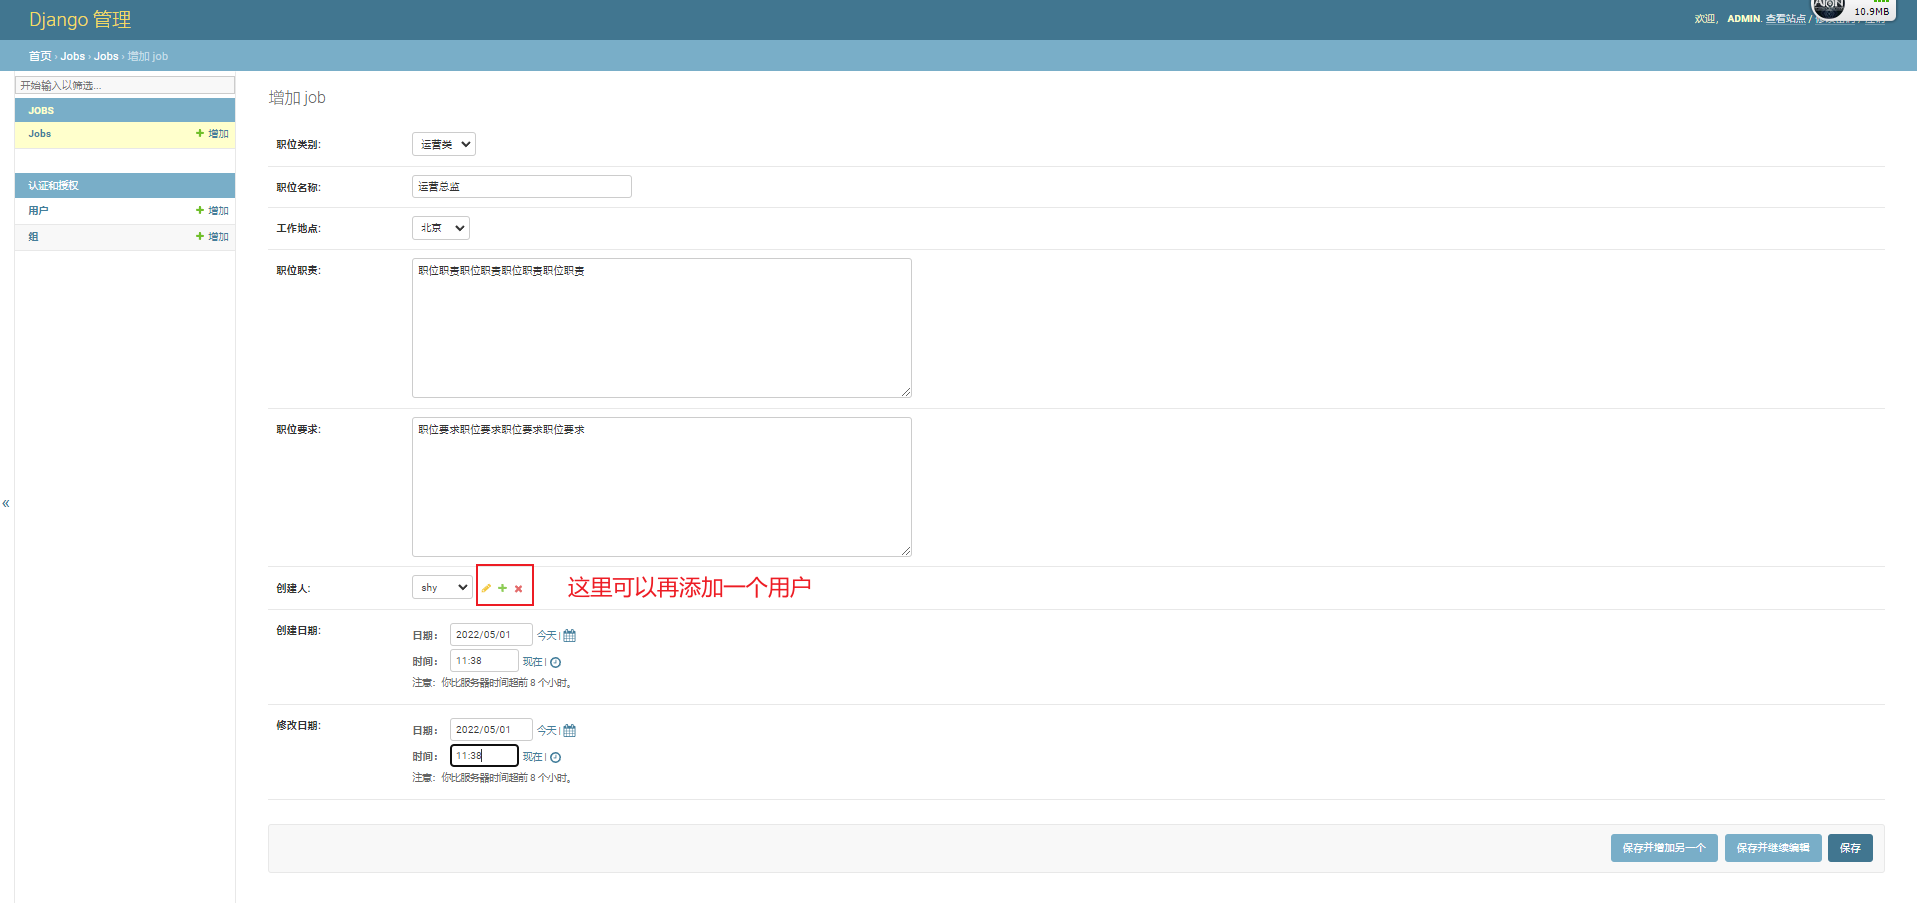 Django 管理
欢迎， ADMIN. 查看站点 /
10.9MB
首页 › Jobs › Jobs › 增加 job
开始输入以筛选...
JOBS
Jobs
增加
认证和授权
用户
增加
组
增加
«
增加 job
职位类别: 运营类
职位名称: 运营总监
工作地点: 北京
职位职责: 职位职责职位职责职位职责职位职责
职位要求: 职位要求职位要求职位要求职位要求
创建人: shy
这里可以再添加一个用户
创建日期:
日期： 2022/05/01 今天 |
时间： 11:38 现在 |
注意：你比服务器时间超前 8 个小时。
修改日期:
日期： 2022/05/01 今天 |
时间： 11:38 现在 |
注意：你比服务器时间超前 8 个小时。
保存并增加另一个
保存并继续编辑
保存